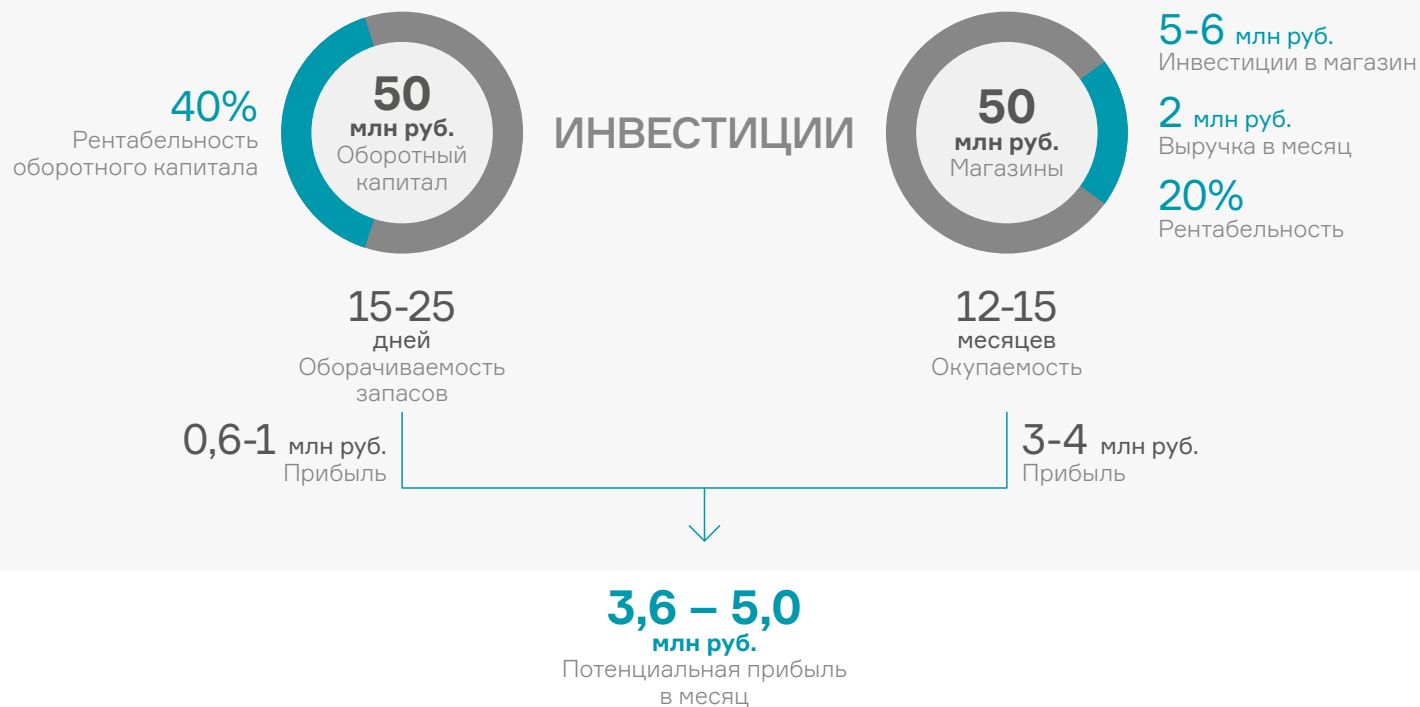 40%
Рентабельность
оборотного капитала
50
млн руб.
Оборотный
капитал
ИНВЕСТИЦИИ
50
млн руб.
Магазины
5-6 млн руб.
Инвестиции в магазин
2 млн руб.
Выручка в месяц
20%
Рентабельность
15-25
дней
Оборачиваемость
запасов
12-15
месяцев
Окупаемость
0,6-1 млн руб.
Прибыль
3-4 млн руб.
Прибыль
3,6 – 5,0
млн руб.
Потенциальная прибыль
в месяц